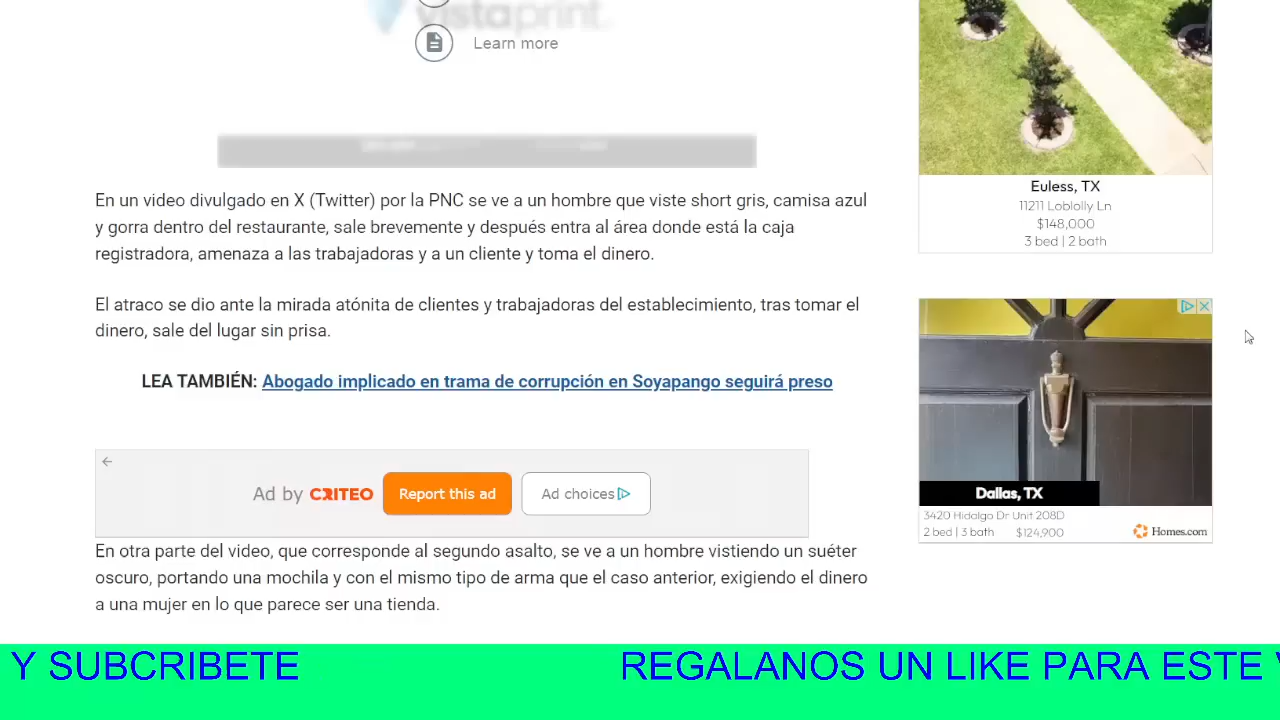 vistaprint.
Learn more
Euless, TX
11211 Loblolly Ln
$148,000
3 bed | 2 bath
En un video divulgado en X (Twitter) por la PNC se ve a un hombre que viste short gris, camisa azul
y gorra dentro del restaurante, sale brevemente y después entra al área donde está la caja
registradora, amenaza a las trabajadoras y a un cliente y toma el dinero.
El atraco se dio ante la mirada atónita de clientes y trabajadoras del establecimiento, tras tomar el
dinero, sale del lugar sin prisa.
LEA TAMBIÉN: Abogado implicado en trama de corrupción en Soyapango seguirá preso
Ad by CRITEO
Report this ad
Ad choices
Dallas, TX
3420 Hidalgo Dr Unit 208D
2 bed | 3 bath $124,900
Homes.com
En otra parte del video, que corresponde al segundo asalto, se ve a un hombre vistiendo un suéter
oscuro, portando una mochila y con el mismo tipo de arma que el caso anterior, exigiendo el dinero
a una mujer en lo que parece ser una tienda.
Y SUBCRIBETE REGALANOS UN LIKE PARA ESTE